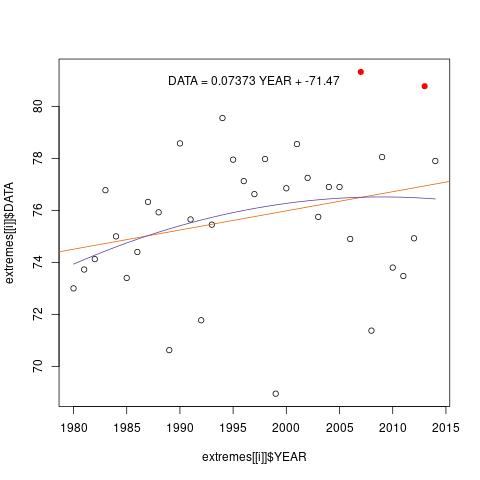 DATA = 0.07373 YEAR + -71.47
80
78
76
74
72
70
extremes[[i]]$DATA
1980 1985 1990 1995 2000 2005 2010 2015
extremes[[i]]$YEAR